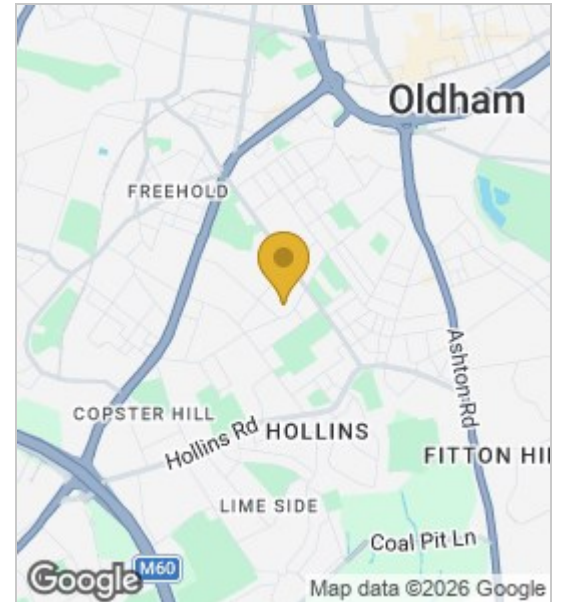 Oldham
FREEHOLD
Ashton Rd
COPSTER HILL
Hollins Rd
HOLLINS
FITTON HI
LIME SIDE
Coal Pit Ln
M60
Google
Map data ©2026 Google